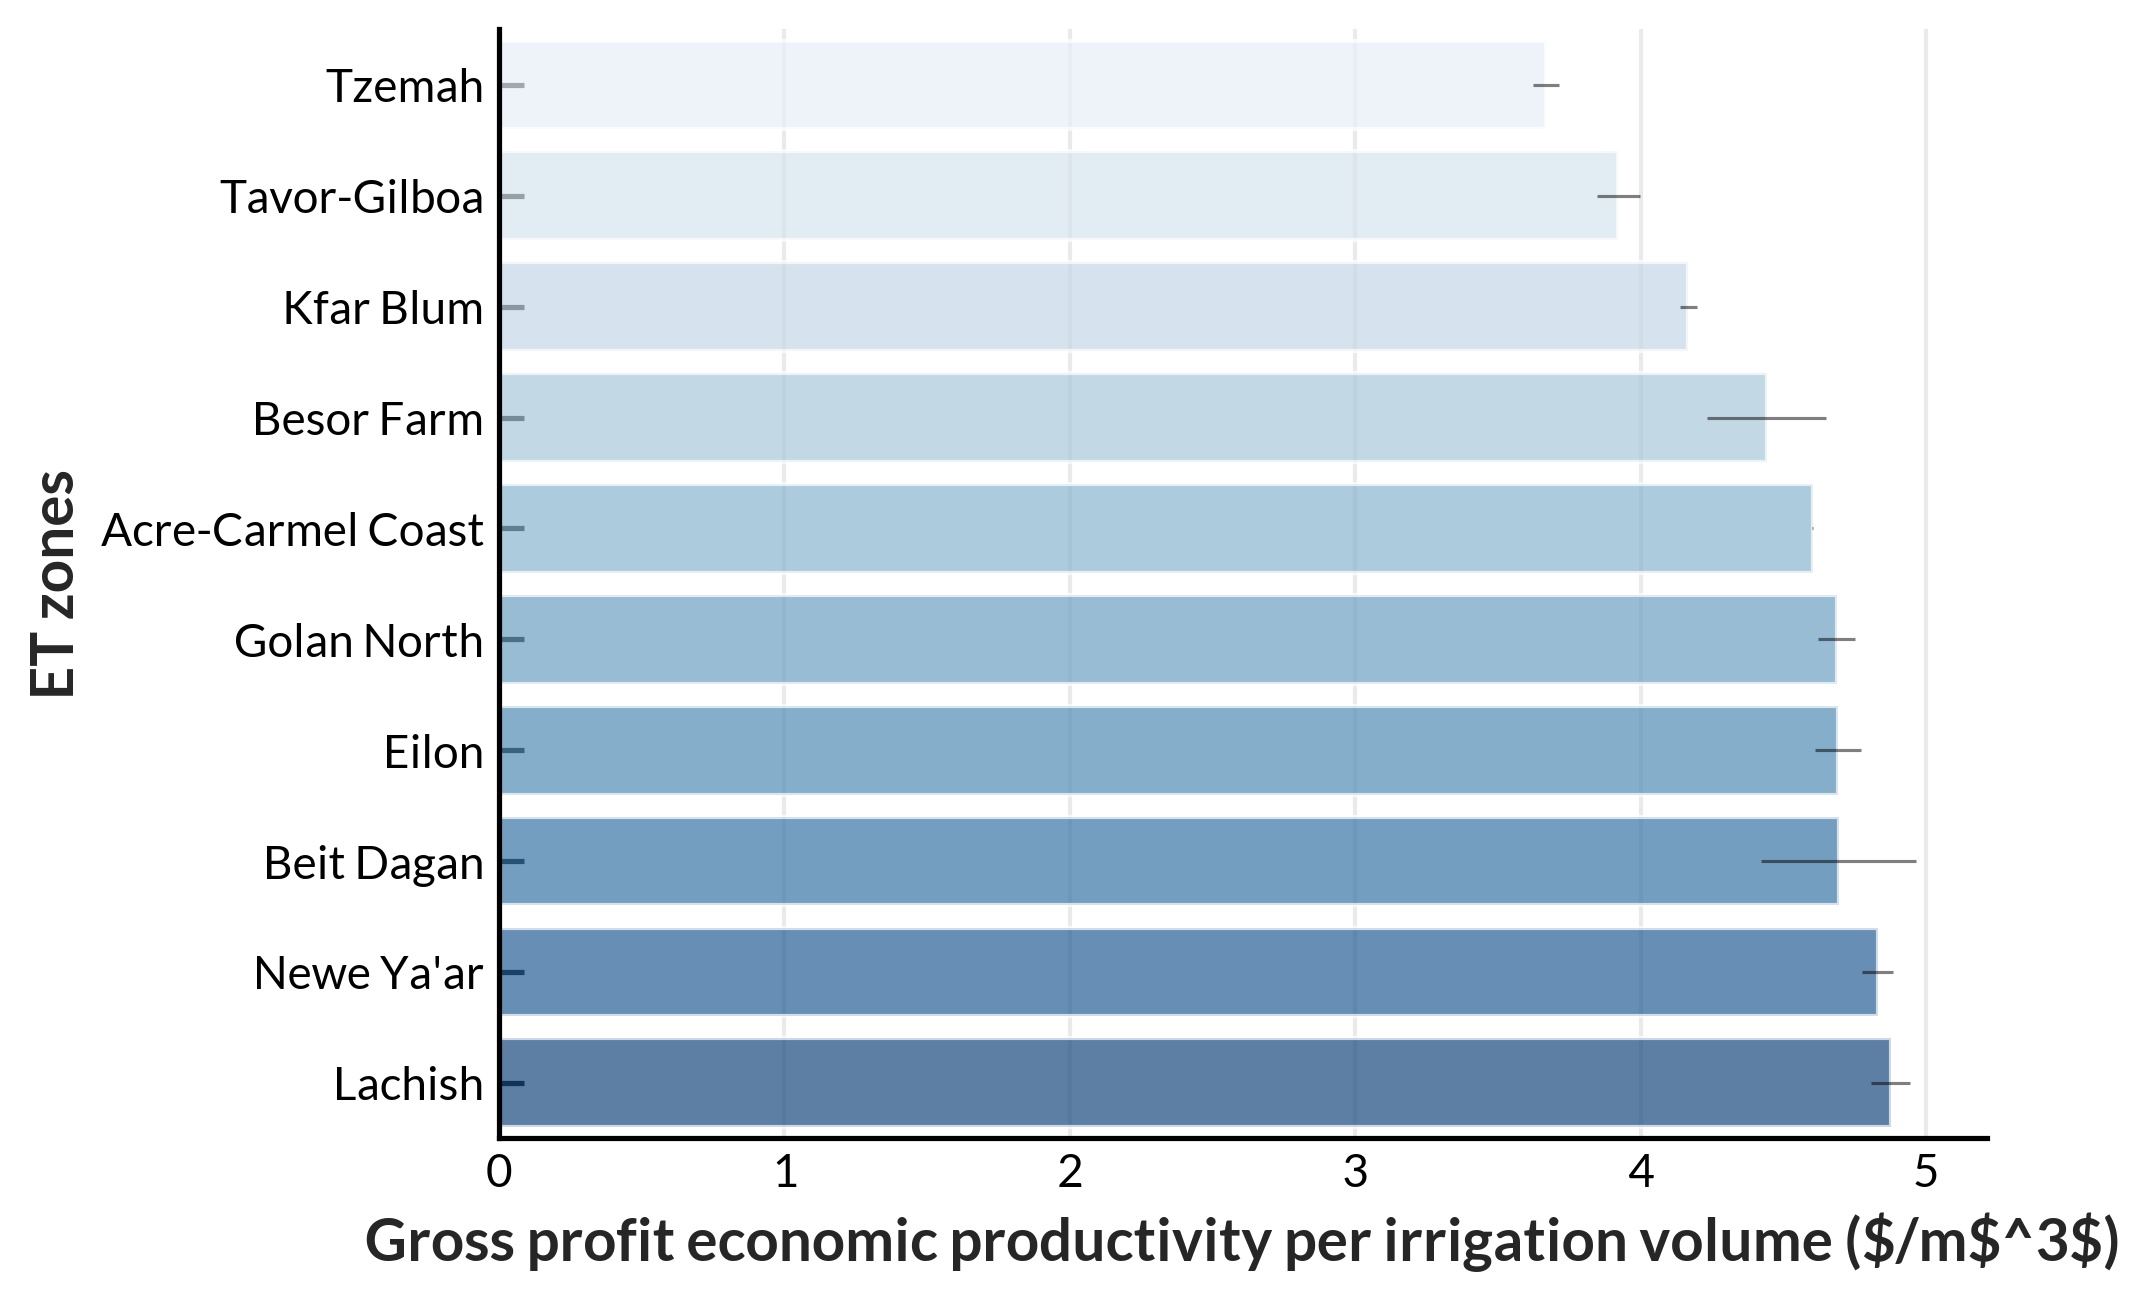 Tzemah
Tavor-Gilboa
Kfar Blum
Besor Farm
Acre-Carmel Coast
Golan North
Eilon
Beit Dagan
Newe Ya'ar
Lachish
ET zones
0 1 2 3 4 5
Gross profit economic productivity per irrigation volume ($/m$^3$)